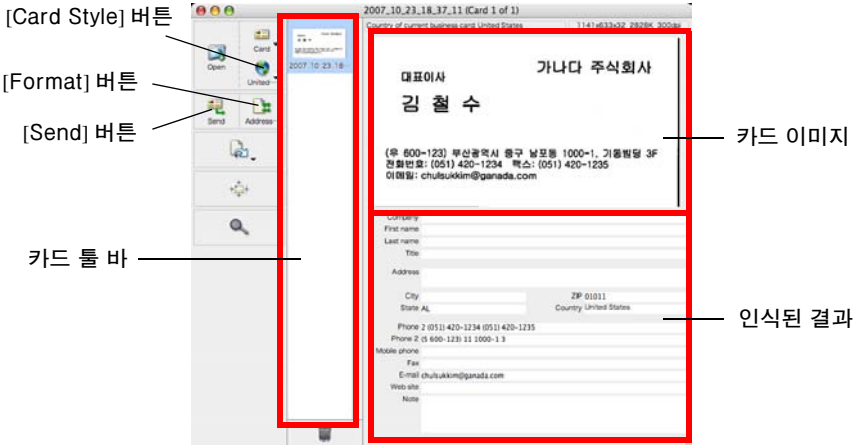 [Card Style] 버튼
[Format] 버튼
[Send] 버튼
카드 툴 바
2007_10_23_18_37_11 (Card 1 of 1)
Country of current business card: United States
1141x633x32 2828K 300dpi
Open
Card
United···
Send
Address···
2007 10 23 18···
대표이사
가나다 주식회사
김 철 수
(우 600-123) 부산광역시 중구 남포동 1000-1, 기동빌딩 3F
전화번호: (051) 420-1234 팩스: (051) 420-1235
이메일: chulsukkim@ganada.com
Company
First name
Last name
Title
Address
City
ZIP 01011
State AL
Country United States
Phone 2 (051) 420-1234 (051) 420-1235
Phone 2 (5 600-123) 11 1000-1 3
Mobile phone
Fax
E-mail chulsukkim@ganada.com
Web site
Note
카드 이미지
인식된 결과